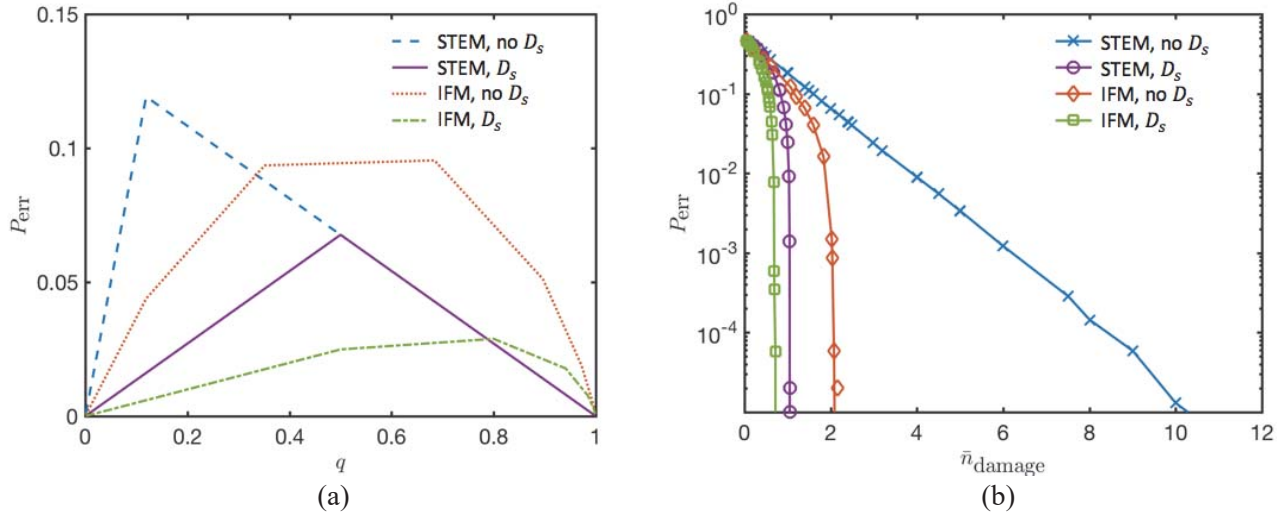 0.15
0.1
0.05
0
P_err
0 0.2 0.4 0.6 0.8 1
q
STEM, no D_s
STEM, D_s
IFM, no D_s
IFM, D_s
(a)
10^0
10^-1
10^-2
10^-3
10^-4
P_err
0 2 4 6 8 10 12
n̄_damage
STEM, no D_s
STEM, D_s
IFM, no D_s
IFM, D_s
(b)